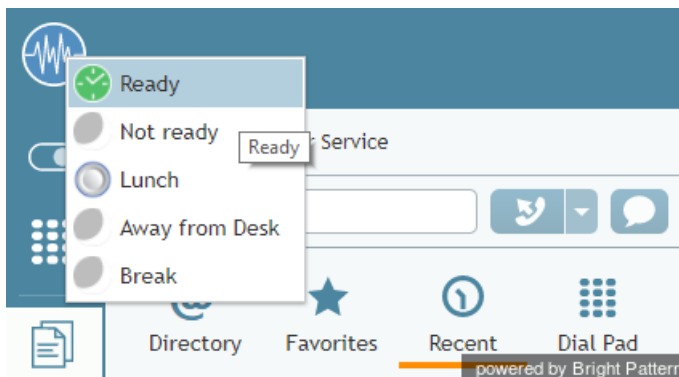 Ready
Not ready
Ready
Service
Lunch
Away from Desk
Break
Directory
Favorites
Recent
Dial Pad
powered by Bright Pattern